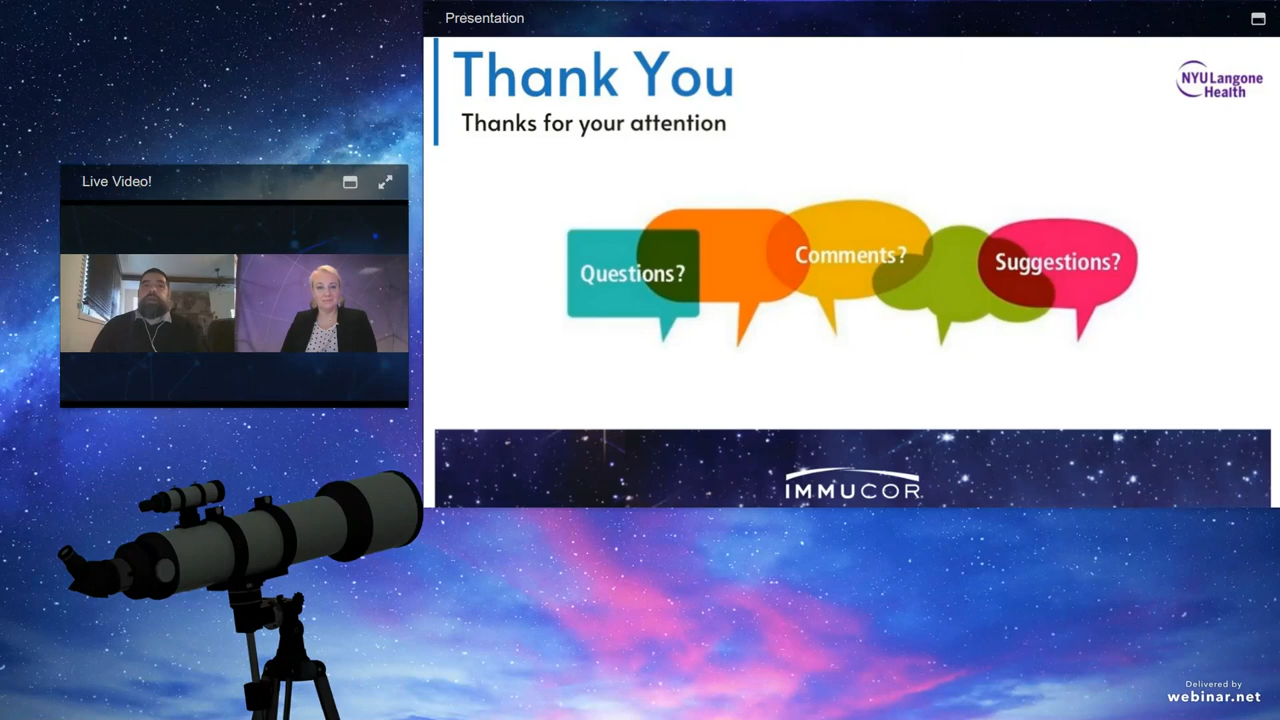 Presentation
Thank You
Thanks for your attention
NYU Langone
Health
Live Video!
Questions?
Comments?
Suggestions?
IMMUCOR
Delivered by
webinar.net